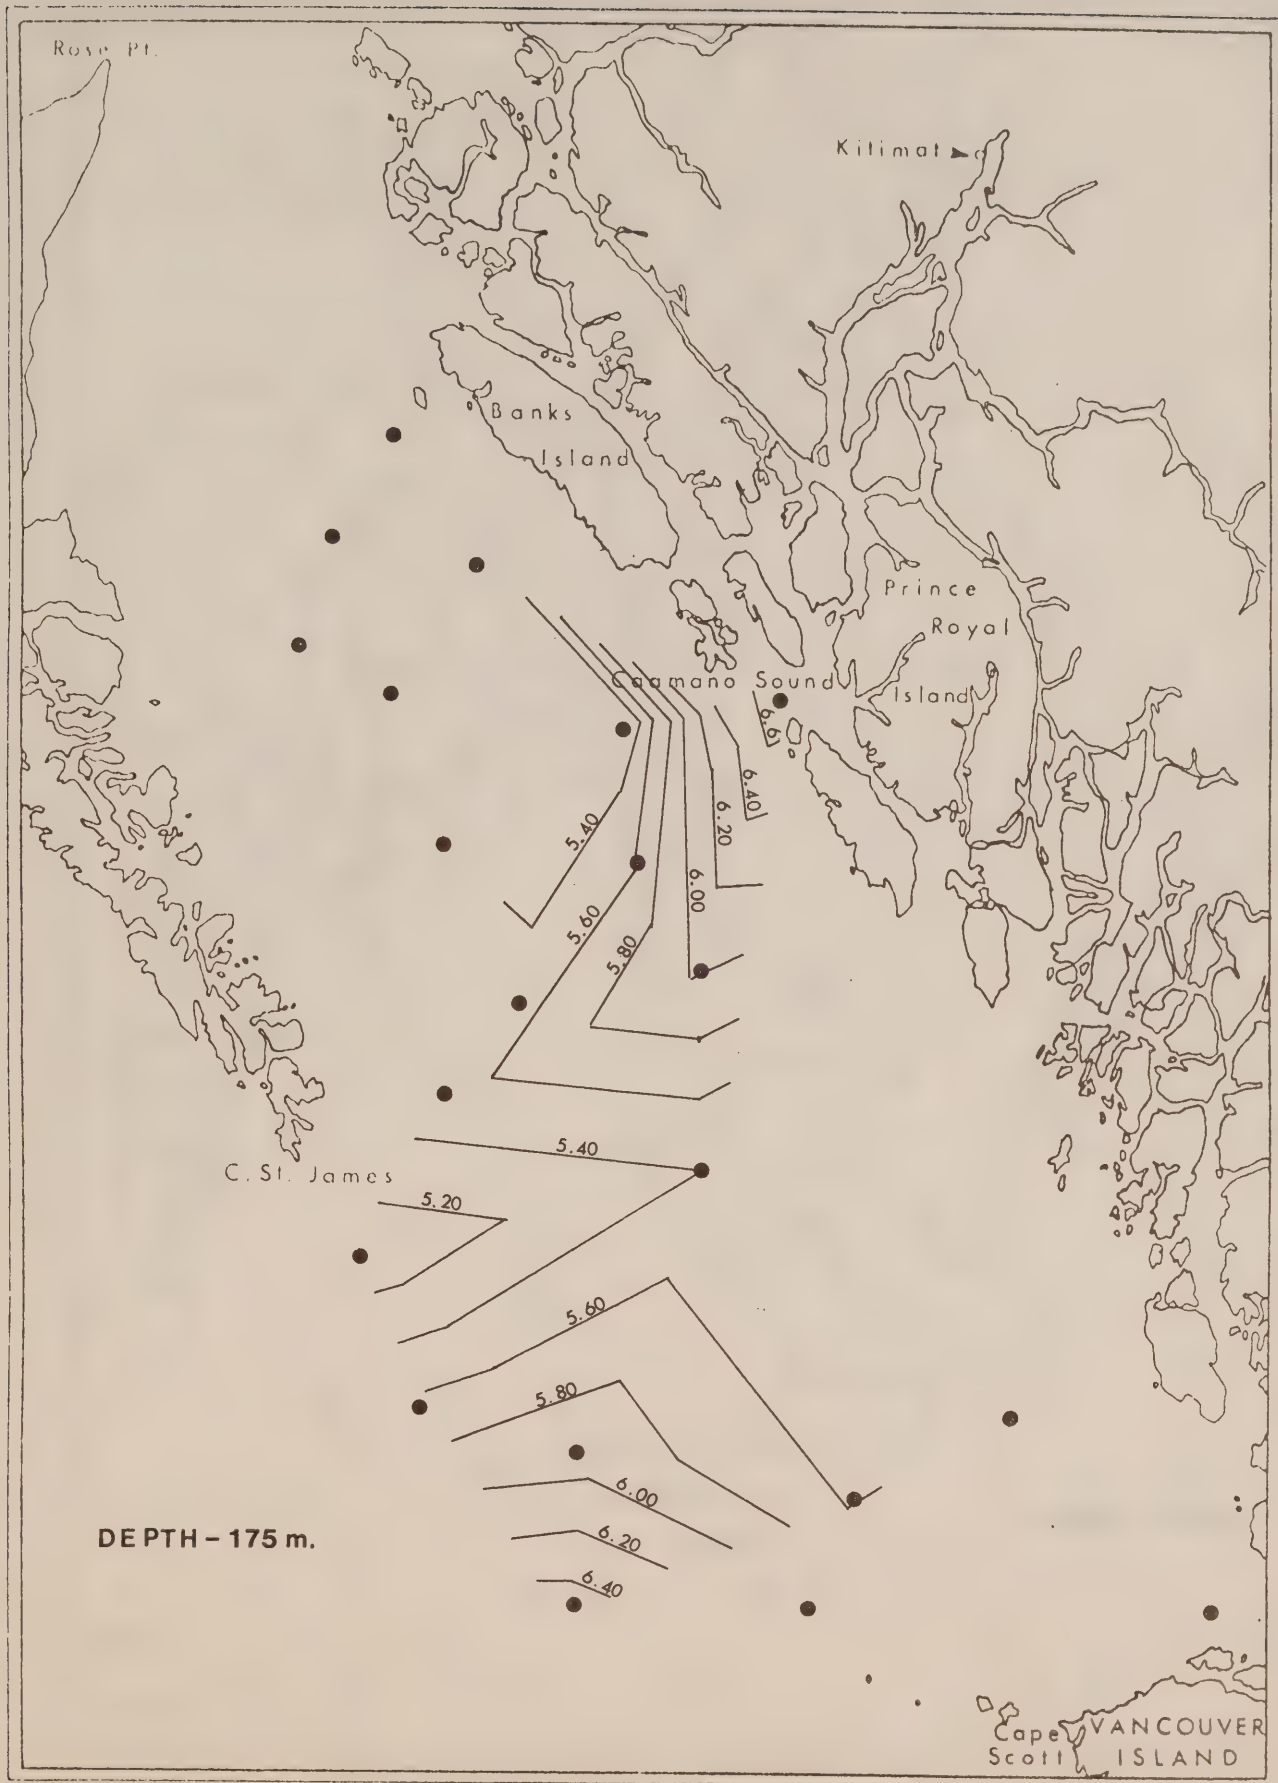 Rose Pt.
Kitimat
Banks
Island
Prince
Royal
Island
Caamano Sound
6.6
6.40
6.20
5.40
6.00
5.60
5.80
5.40
C. St. James
5.20
5.60
5.80
6.00
6.20
6.40
DEPTH – 175 m.
Cape
Scott
VANCOUVER
ISLAND